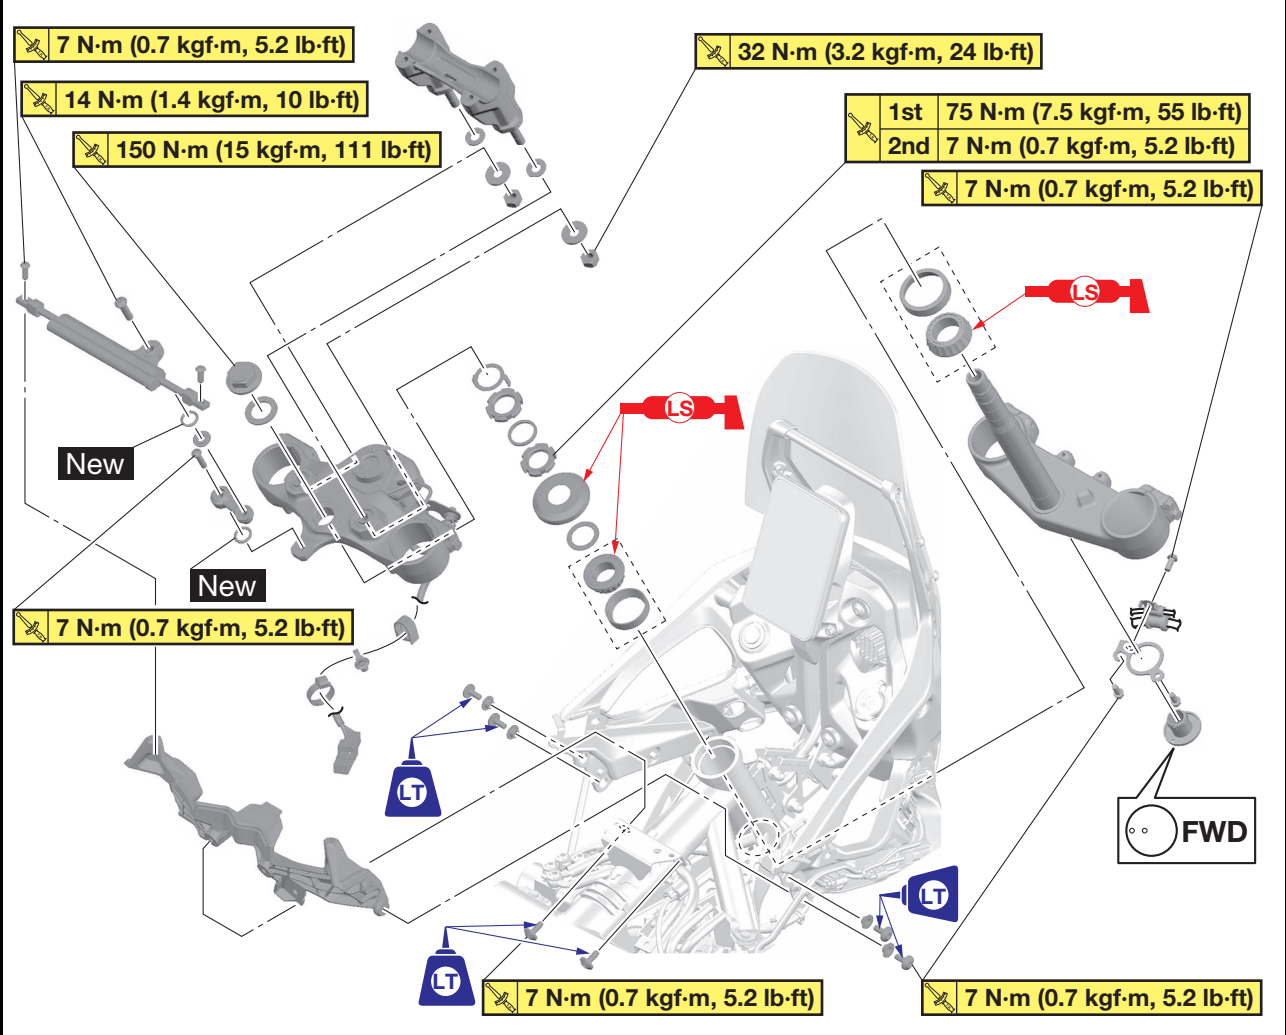 7 N·m (0.7 kgf·m, 5.2 lb·ft)
32 N·m (3.2 kgf·m, 24 lb·ft)
14 N·m (1.4 kgf·m, 10 lb·ft)
1st 75 N·m (7.5 kgf·m, 55 lb·ft)
150 N·m (15 kgf·m, 111 lb·ft)
2nd 7 N·m (0.7 kgf·m, 5.2 lb·ft)
7 N·m (0.7 kgf·m, 5.2 lb·ft)
LS
LS
New
New
7 N·m (0.7 kgf·m, 5.2 lb·ft)
LT
FWD
LT
LT
7 N·m (0.7 kgf·m, 5.2 lb·ft)
7 N·m (0.7 kgf·m, 5.2 lb·ft)